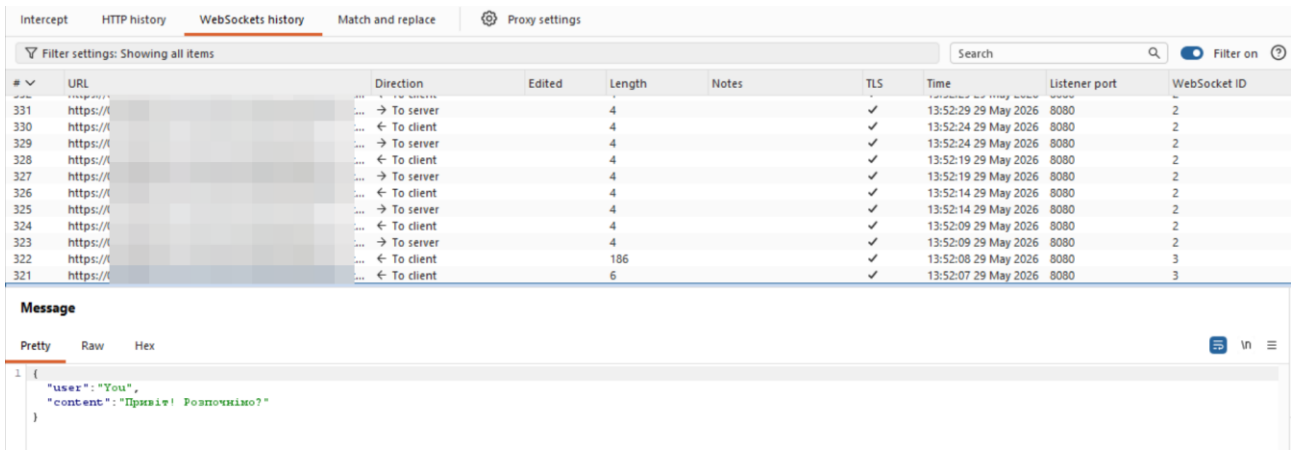 Intercept HTTP history WebSockets history Match and replace Proxy settings
Filter settings: Showing all items Search Filter on
# URL Direction Edited Length Notes TLS Time Listener port WebSocket ID
331 https:// ... → To server 4 ✓ 13:52:29 29 May 2026 8080 2
330 https:// ... ← To client 4 ✓ 13:52:24 29 May 2026 8080 2
329 https:// ... → To server 4 ✓ 13:52:24 29 May 2026 8080 2
328 https:// ... ← To client 4 ✓ 13:52:19 29 May 2026 8080 2
327 https:// ... → To server 4 ✓ 13:52:19 29 May 2026 8080 2
326 https:// ... ← To client 4 ✓ 13:52:14 29 May 2026 8080 2
325 https:// ... → To server 4 ✓ 13:52:14 29 May 2026 8080 2
324 https:// ... ← To client 4 ✓ 13:52:09 29 May 2026 8080 2
323 https:// ... → To server 4 ✓ 13:52:09 29 May 2026 8080 2
322 https:// ... ← To client 186 ✓ 13:52:08 29 May 2026 8080 3
321 https:// ... ← To client 6 ✓ 13:52:07 29 May 2026 8080 3
Message
Pretty Raw Hex \n
1 {
"user":"You",
"content":"Привіт! Розпочнімо?"
}